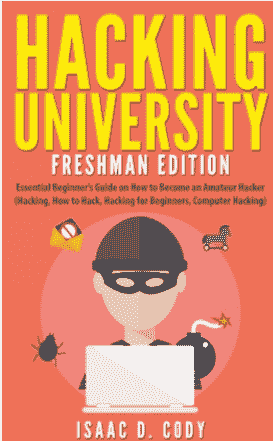 HACKING
UNIVERSITY
FRESHMAN EDITION
Essential Beginner's Guide on How to Become an Amateur Hacker
(Hacking, How to Hack, Hacking for Beginners, Computer Hacking)
ISAAC D. CODY